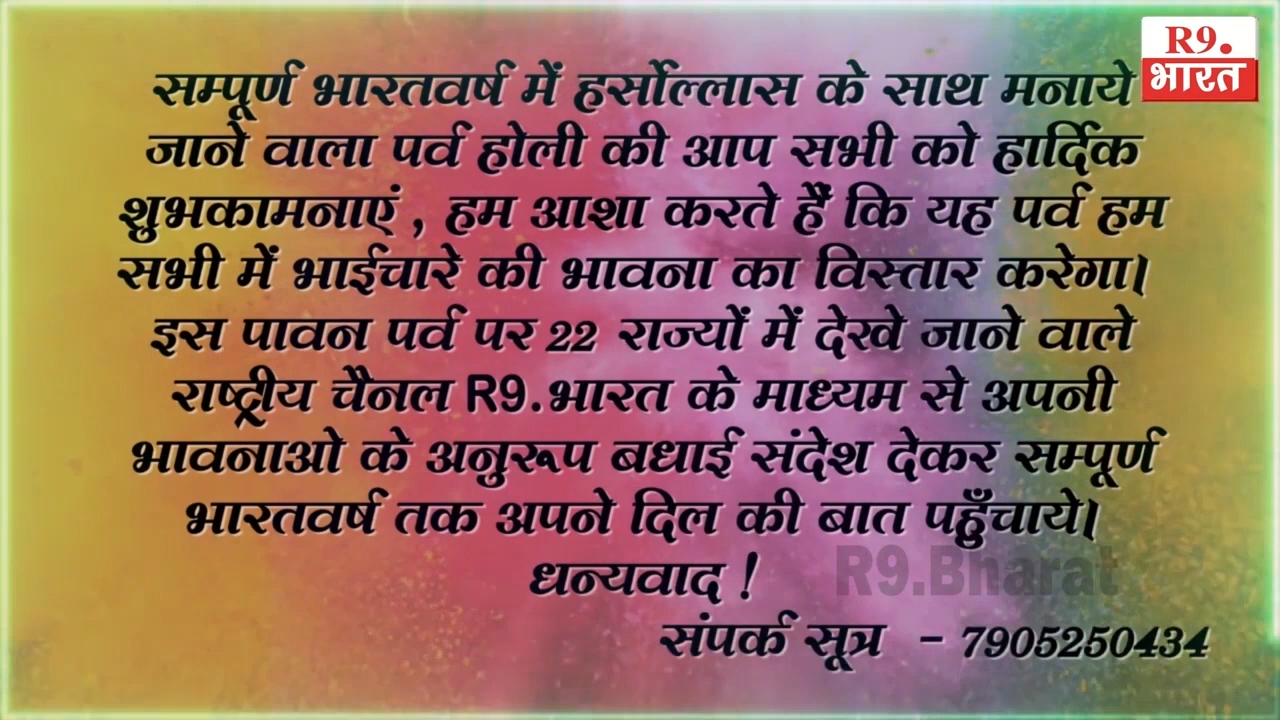 R9.
भारत
सम्पूर्ण भारतवर्ष में हर्सोल्लास के साथ मनाये
जाने वाला पर्व होली की आप सभी को हार्दिक
शुभकामनाएं , हम आशा करते हैं कि यह पर्व हम
सभी में भाईचारे की भावना का विस्तार करेगा।
इस पावन पर्व पर 22 राज्यों में देखे जाने वाले
राष्ट्रीय चैनल R9.भारत के माध्यम से अपनी
भावनाओ के अनुरूप बधाई संदेश देकर सम्पूर्ण
भारतवर्ष तक अपने दिल की बात पहुँचाये।
धन्यवाद !
R9.Bharat
संपर्क सूत्र - 7905250434